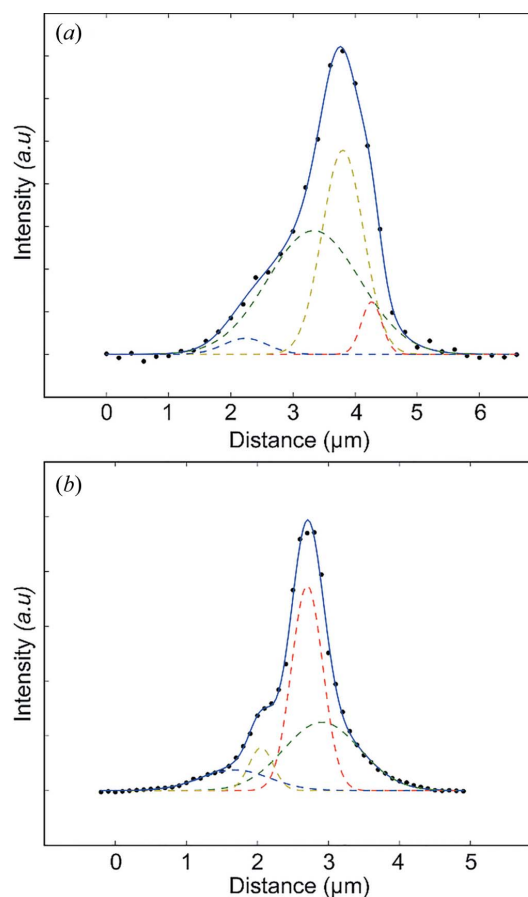 (a)
Intensity (a.u)
0 1 2 3 4 5 6
Distance (μm)
(b)
Intensity (a.u)
0 1 2 3 4 5
Distance (μm)